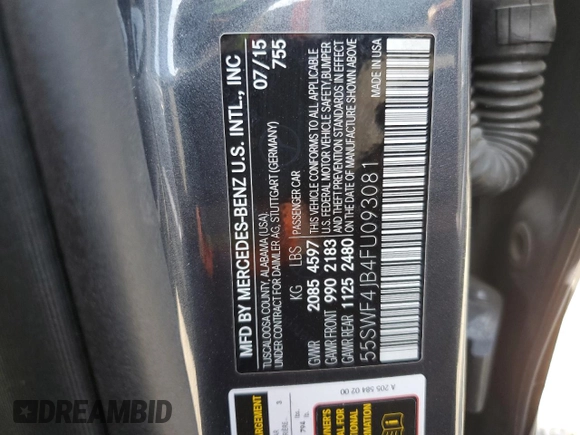 MFD BY MERCEDES-BENZ U.S. INTL., INC
TUSCALOOSA COUNTY, ALABAMA (USA)
UNDER CONTRACT FOR DAIMLER AG, STUTTGART (GERMANY)
07/15
755
KG LBS PASSENGER CAR
GVWR 2085 4597
GAWR FRONT 990 2183
GAWR REAR 1125 2480
THIS VEHICLE CONFORMS TO ALL APPLICABLE
U.S. FEDERAL MOTOR VEHICLE SAFETY, BUMPER
AND THEFT PREVENTION STANDARDS IN EFFECT
ON THE DATE OF MANUFACTURE SHOWN ABOVE
55SWF4JB4FU093081
MADE IN USA
A 205 584 02 00
DREAMBID